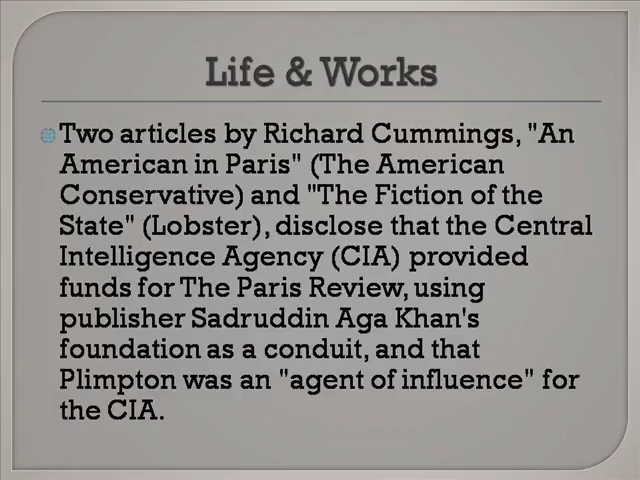 Life & Works
Two articles by Richard Cummings, "An
American in Paris" (The American
Conservative) and "The Fiction of the
State" (Lobster), disclose that the Central
Intelligence Agency (CIA) provided
funds for The Paris Review, using
publisher Sadruddin Aga Khan's
foundation as a conduit, and that
Plimpton was an "agent of influence" for
the CIA.